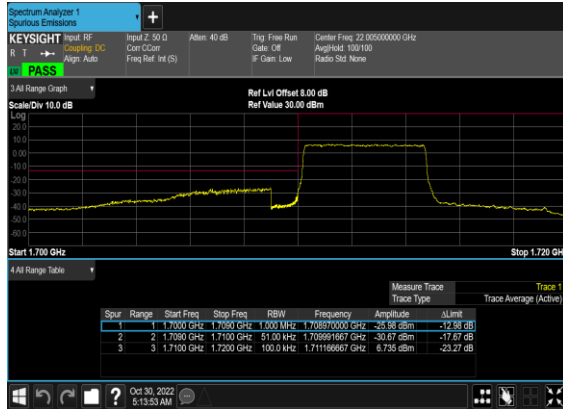 Spectrum Analyzer 1
Spurious Emissions
+
KEYSIGHT Input: RF Input Z: 50 Ω Atten: 40 dB Trig: Free Run Center Freq: 22.005000000 GHz
R T Coupling: DC Corr CCorr Gate: Off Avg|Hold: 100/100
Align: Auto Freq Ref: Int (S) IF Gain: Low Radio Std: None
LXI PASS
3 All Range Graph
Ref Lvl Offset 8.00 dB
Scale/Div 10.0 dB Ref Value 30.00 dBm
Log
20.0
10.0
0.00
-10.0
-20.0
-30.0
-40.0
-50.0
-60.0
Start 1.700 GHz Stop 1.720 GHz
4 All Range Table
Measure Trace Trace 1
Trace Type Trace Average (Active)
Spur Range Start Freq Stop Freq RBW Frequency Amplitude ΔLimit
1 1 1.7000 GHz 1.7090 GHz 1.000 MHz 1.708970000 GHz -25.98 dBm -12.98 dB
2 2 1.7090 GHz 1.7100 GHz 51.00 kHz 1.709991667 GHz -30.67 dBm -17.67 dB
3 3 1.7100 GHz 1.7200 GHz 100.0 kHz 1.711166667 GHz 6.735 dBm -23.27 dB
? Oct 30, 2022
5:13:53 AM